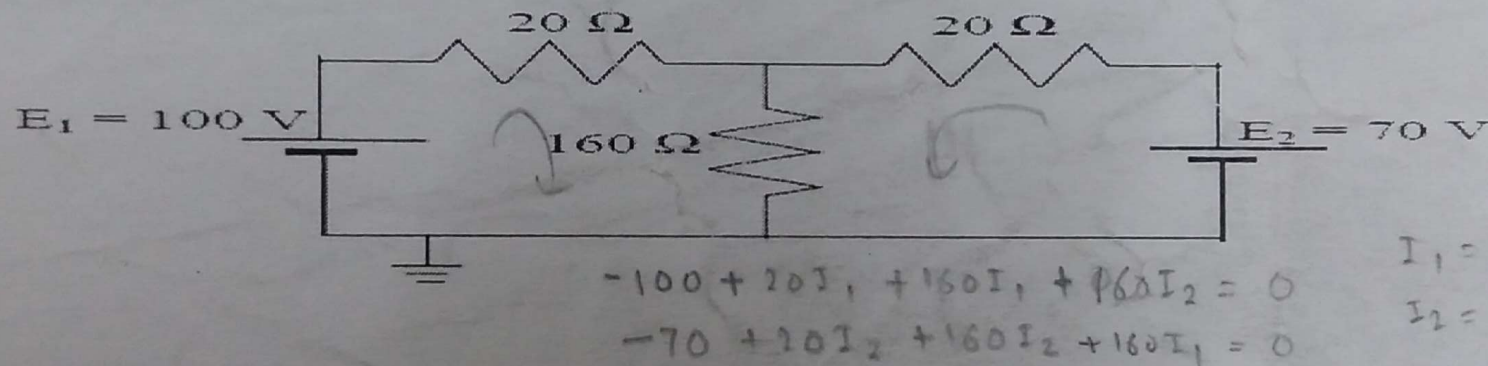 20 Ω
20 Ω
E₁ = 100 V
160 Ω
E₂ = 70 V
-100 + 20I₁ + 160I₁ + 160I₂ = 0
I₁ =
-70 + 20I₂ + 160I₂ + 160I₁ = 0
I₂ =